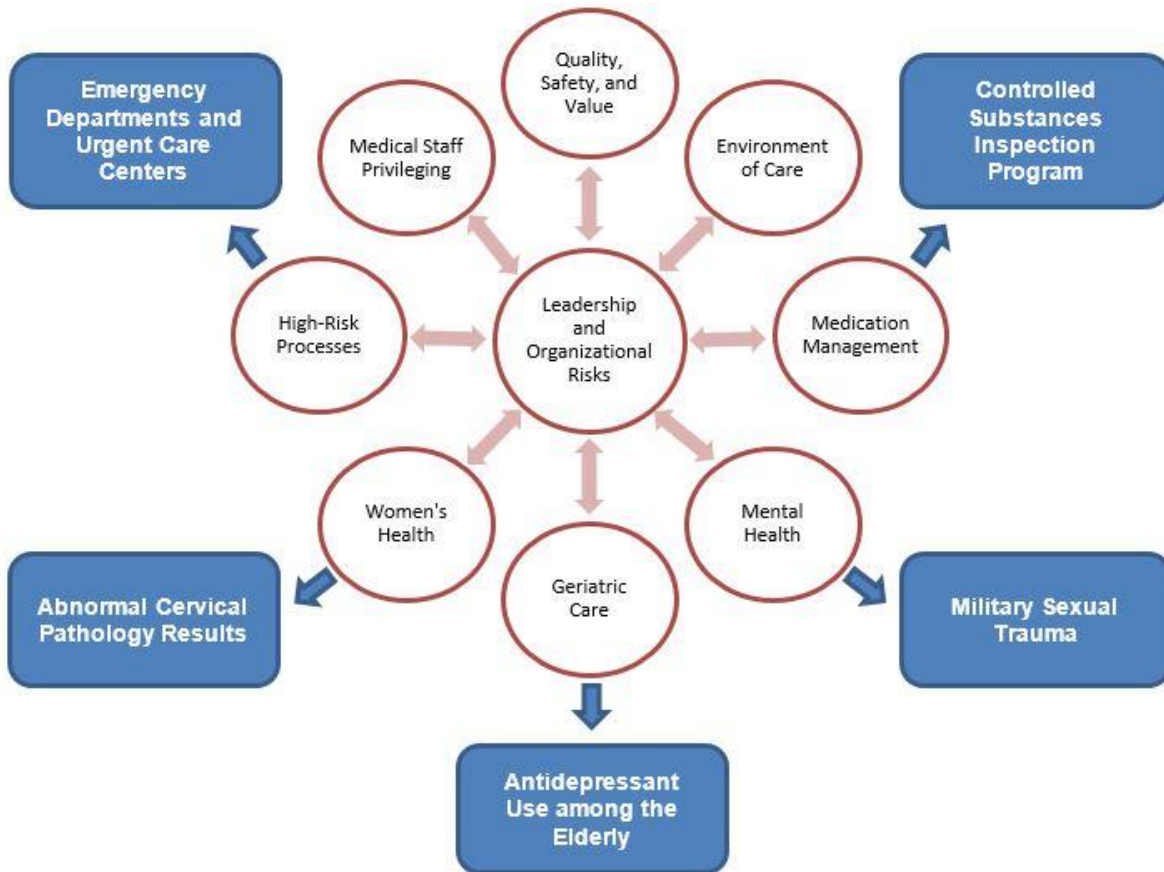 Quality,
Safety, and
Value
Emergency
Departments and
Urgent Care
Centers
Controlled
Substances
Inspection
Program
Medical Staff
Privileging
Environment
of Care
High-Risk
Processes
Leadership
and
Organizational
Risks
Medication
Management
Women's
Health
Mental
Health
Geriatric
Care
Abnormal Cervical
Pathology Results
Military Sexual
Trauma
Antidepressant
Use among the
Elderly